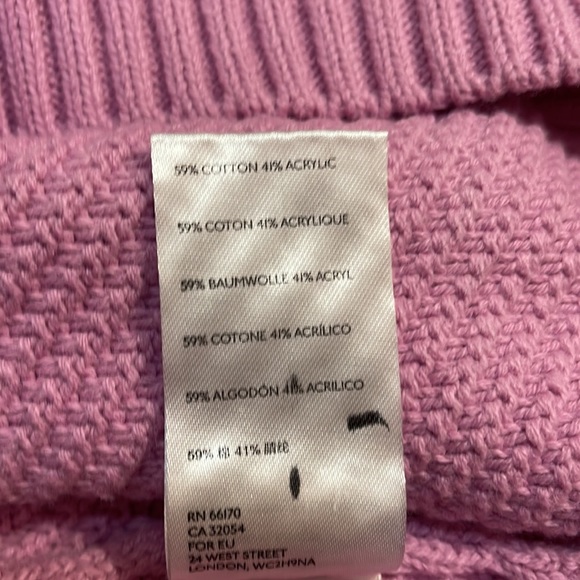 59% COTTON 41% ACRYLIC
59% COTON 41% ACRYLIQUE
59% BAUMWOLLE 41% ACRYL
59% COTONE 41% ACRÍLICO
59% ALGODÓN 41% ACRILICO
59% 棉 41% 腈纶
RN 66170
CA 32054
FOR EU
24 WEST STREET
LONDON, WC2H9NA